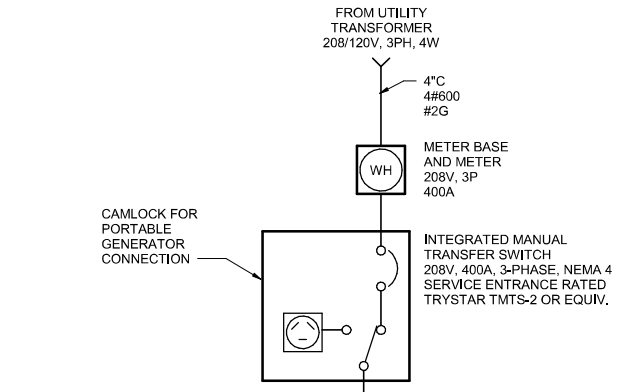 FROM UTILITY
TRANSFORMER
208/120V, 3PH, 4W
4"C
4#600
#2G
METER BASE
AND METER
208V, 3P
400A
WH
CAMLOCK FOR
PORTABLE
GENERATOR
CONNECTION
INTEGRATED MANUAL
TRANSFER SWITCH
208V, 400A, 3-PHASE, NEMA 4
SERVICE ENTRANCE RATED
TRYSTAR TMTS-2 OR EQUIV.